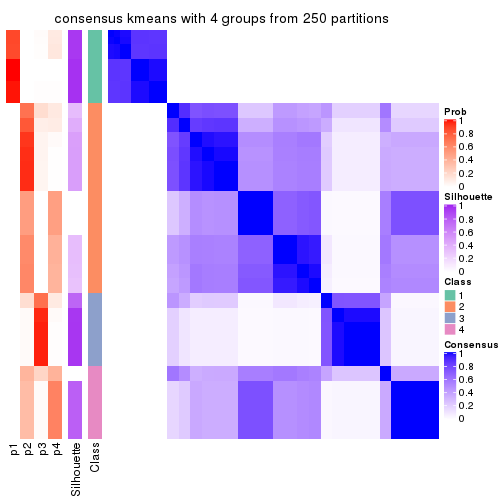 consensus kmeans with 4 groups from 250 partitions
Prob
1
0.8
0.6
0.4
0.2
0
Silhouette
1
0.8
0.6
0.4
0.2
0
Class
1
2
3
4
Consensus
1
0.8
0.6
0.4
0.2
0
p1
p2
p3
p4
Silhouette
Class